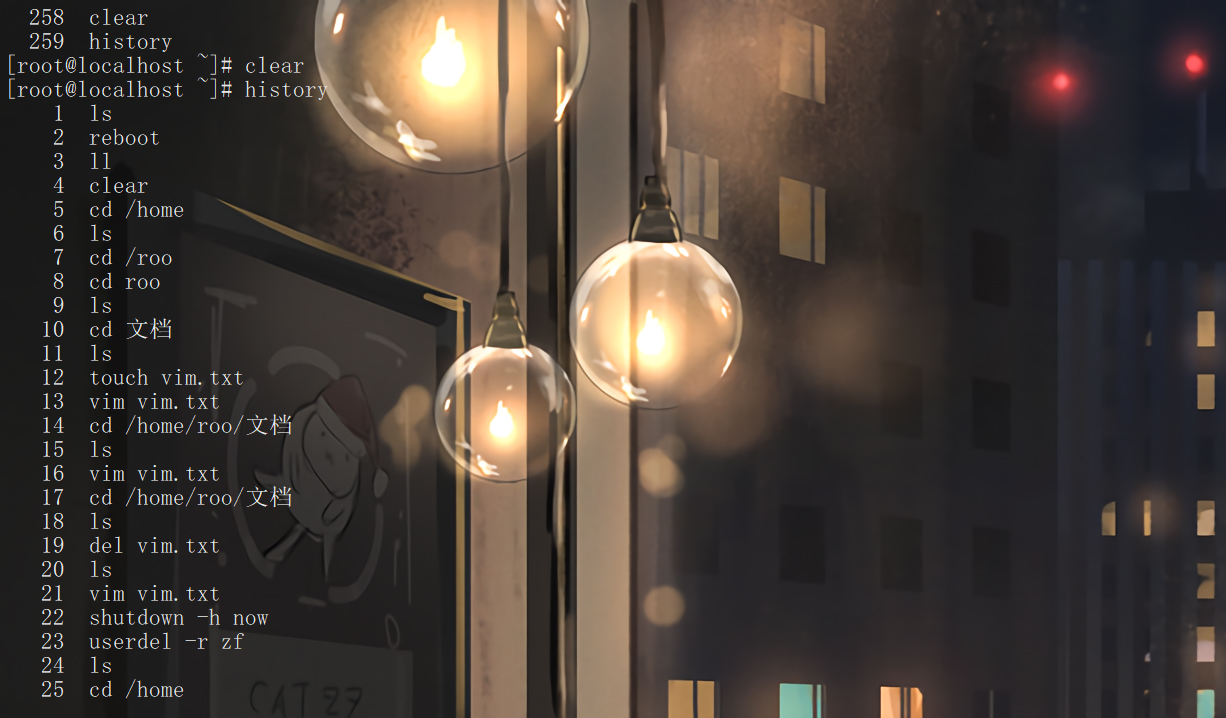 258 clear
259 history
[root@localhost ~]# clear
[root@localhost ~]# history
1 ls
2 reboot
3 ll
4 clear
5 cd /home
6 ls
7 cd /roo
8 cd roo
9 ls
10 cd 文档
11 ls
12 touch vim.txt
13 vim vim.txt
14 cd /home/roo/文档
15 ls
16 vim vim.txt
17 cd /home/roo/文档
18 ls
19 del vim.txt
20 ls
21 vim vim.txt
22 shutdown -h now
23 userdel -r zf
24 ls
25 cd /home
CAT